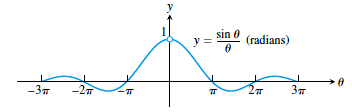 y
1
y = sin θ / θ (radians)
-3π -2π -π π 2π 3π θ